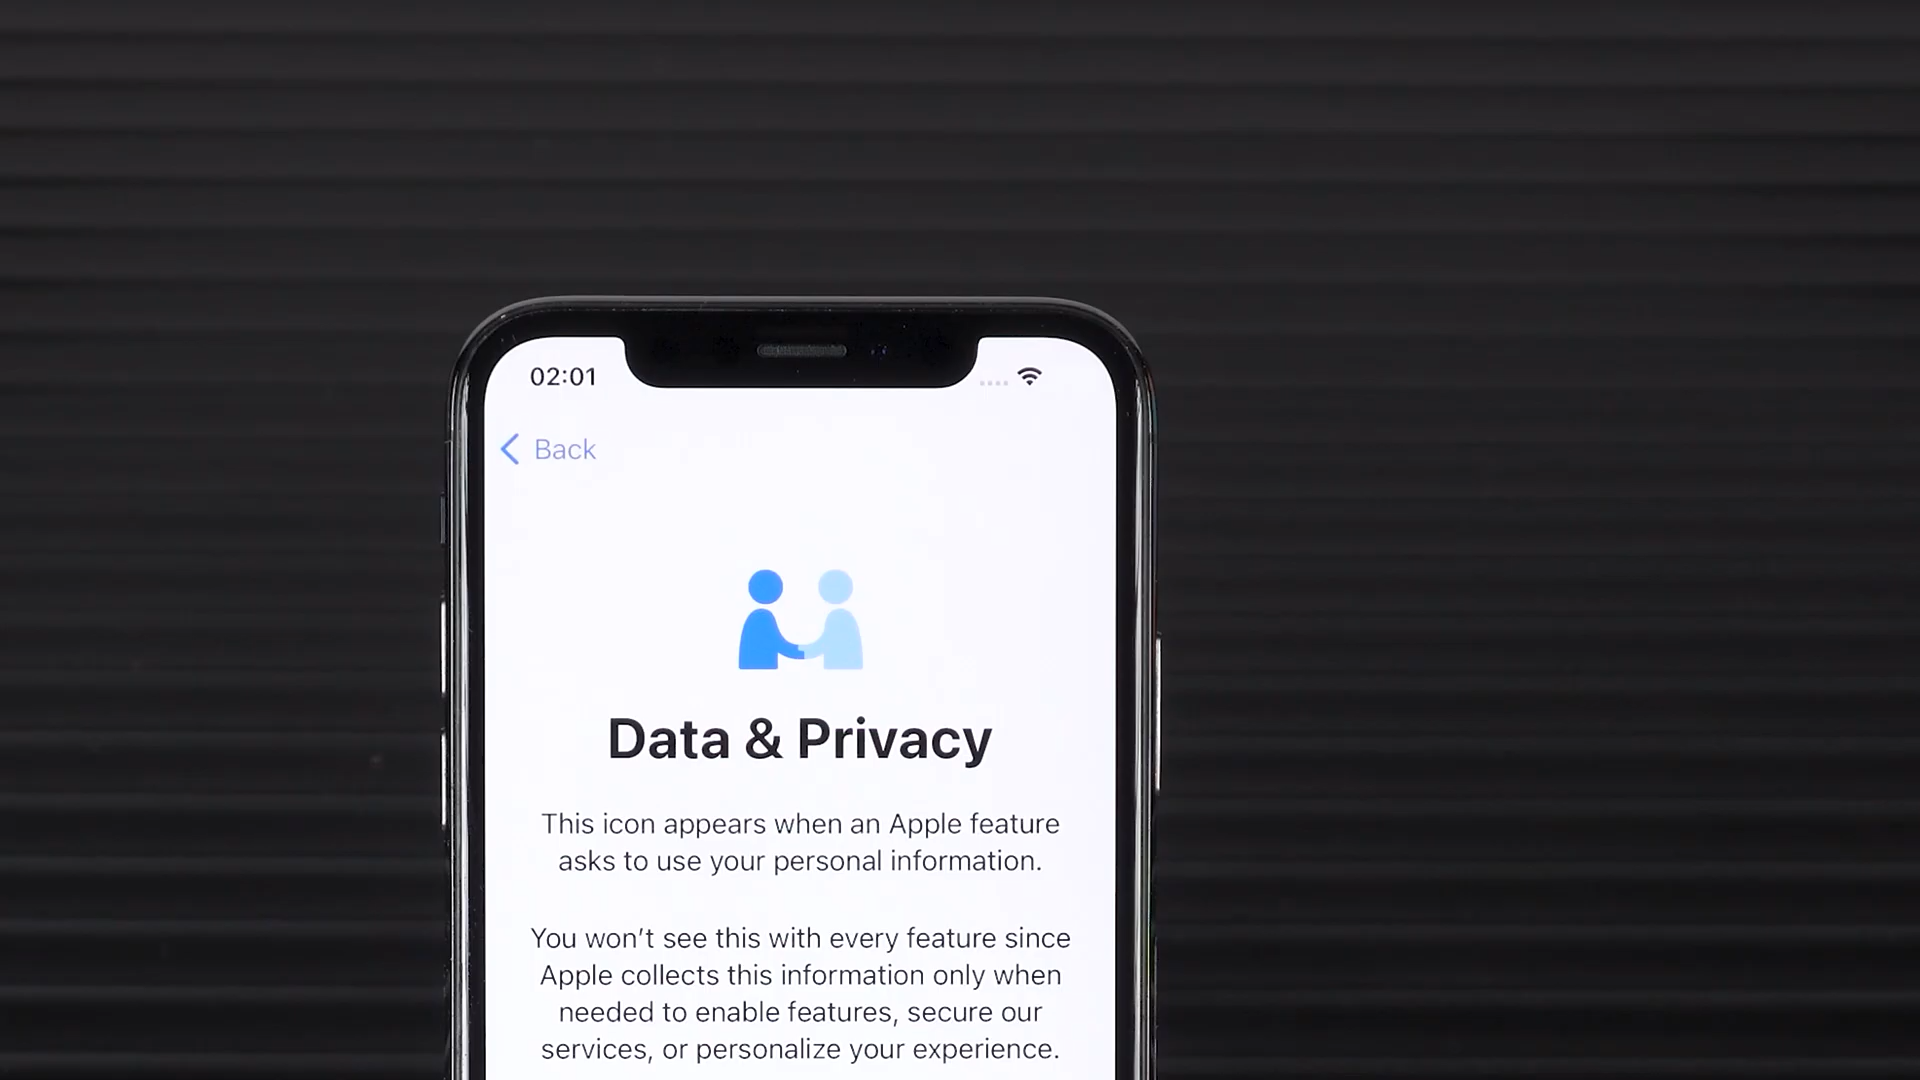 02:01
Back
Data & Privacy
This icon appears when an Apple feature
asks to use your personal information.
You won't see this with every feature since
Apple collects this information only when
needed to enable features, secure our
services, or personalize your experience.